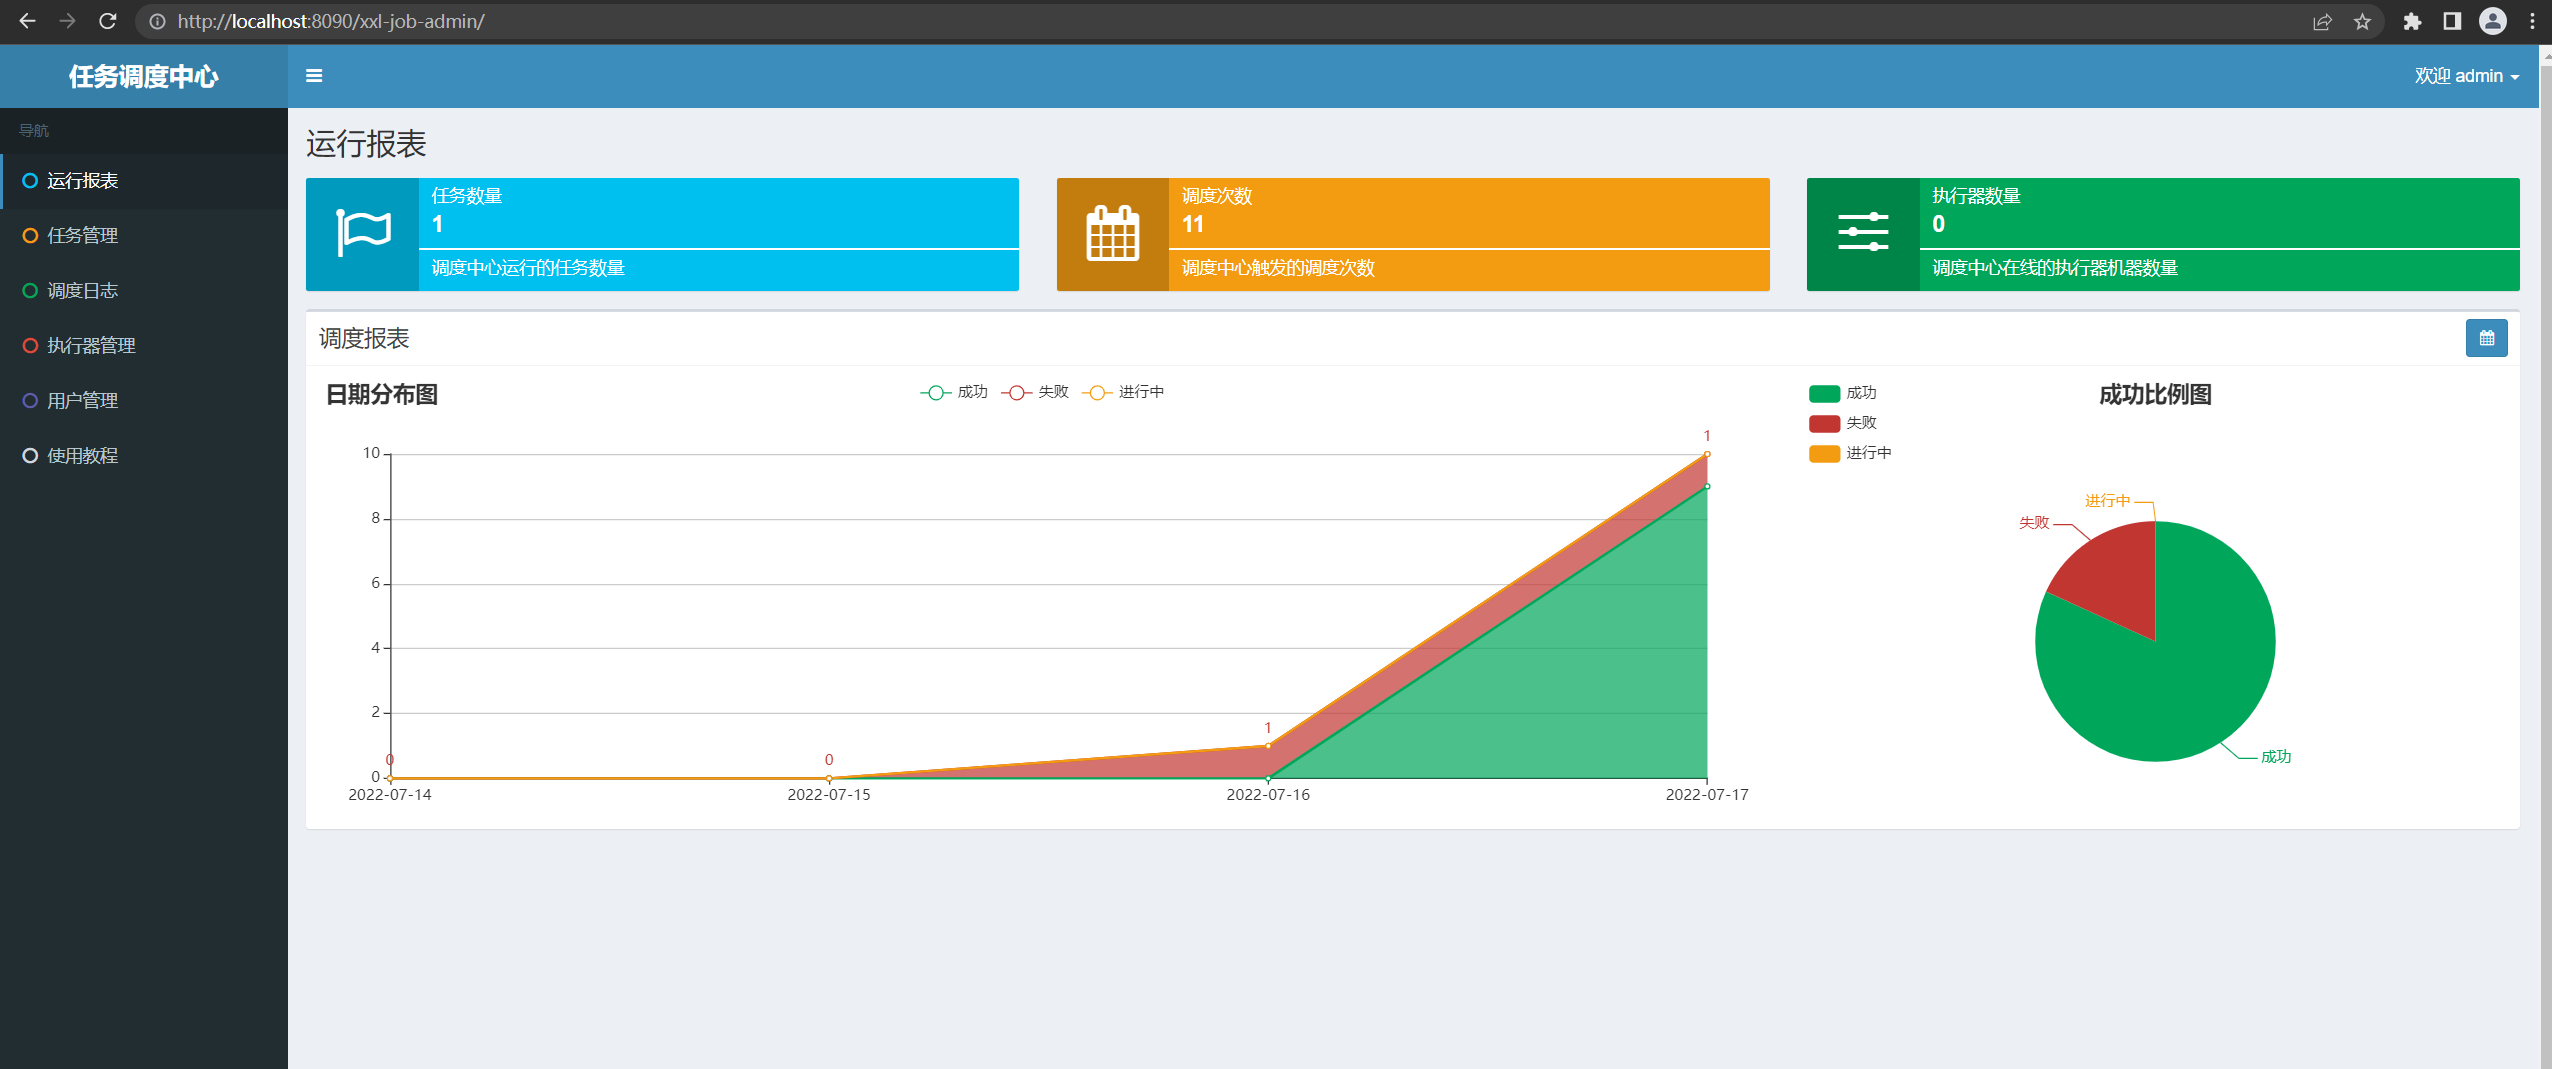 http://localhost:8090/xxl-job-admin/
任务调度中心
欢迎 admin
导航
运行报表
任务管理
调度日志
执行器管理
用户管理
使用教程
运行报表
任务数量
1
调度中心运行的任务数量
调度次数
11
调度中心触发的调度次数
执行器数量
0
调度中心在线的执行器机器数量
调度报表
日期分布图
成功 失败 进行中
10
8
6
4
2
0
0
0
1
1
2022-07-14 2022-07-15 2022-07-16 2022-07-17
成功
失败
进行中
成功比例图
进行中
失败
成功